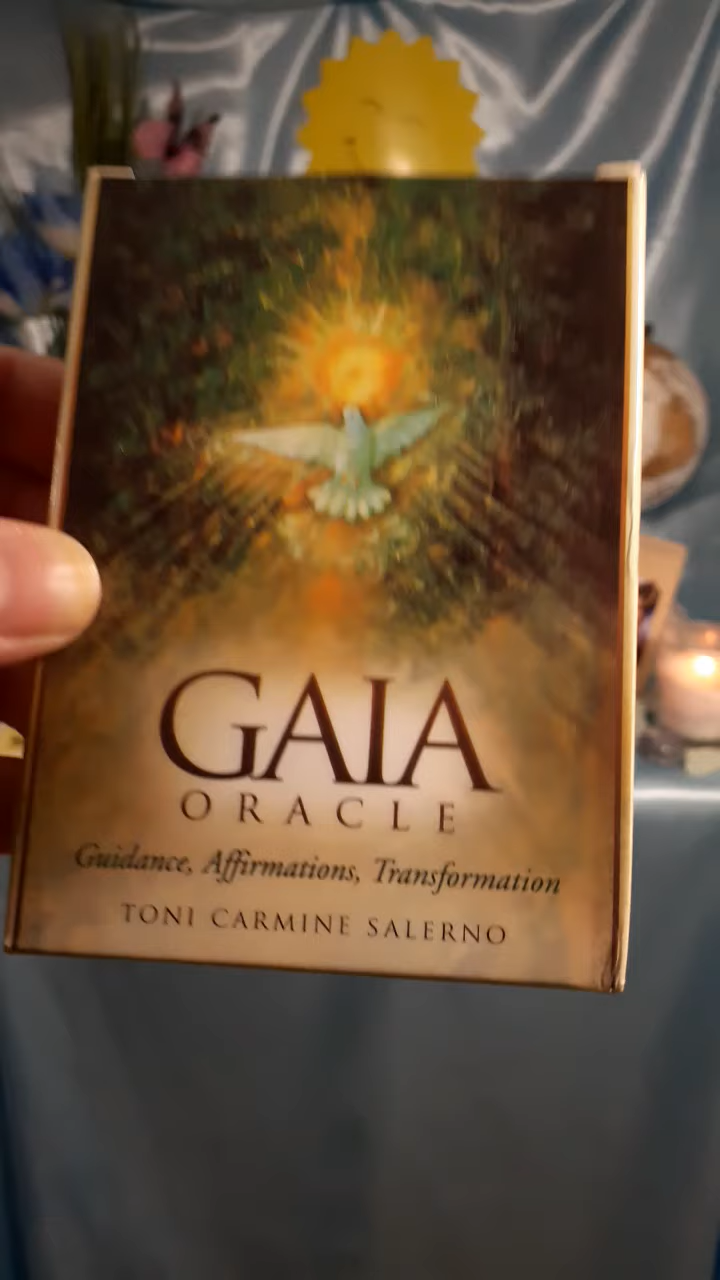 GAIA
ORACLE
Guidance, Affirmations, Transformation
TONI CARMINE SALERNO